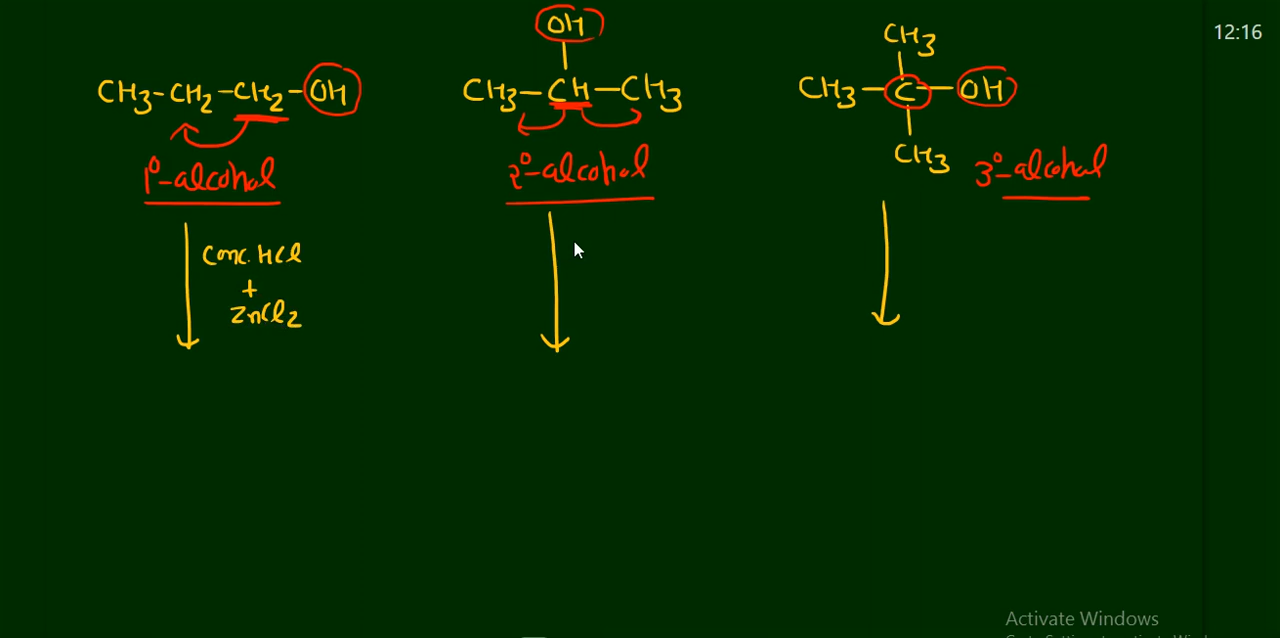 12:16
CH3-CH2-CH2-OH
1°-alcohol
Conc. HCl
+
ZnCl2
OH
CH3-CH-CH3
2°-alcohol
CH3
CH3-C-OH
CH3
3°-alcohol
Activate Windows